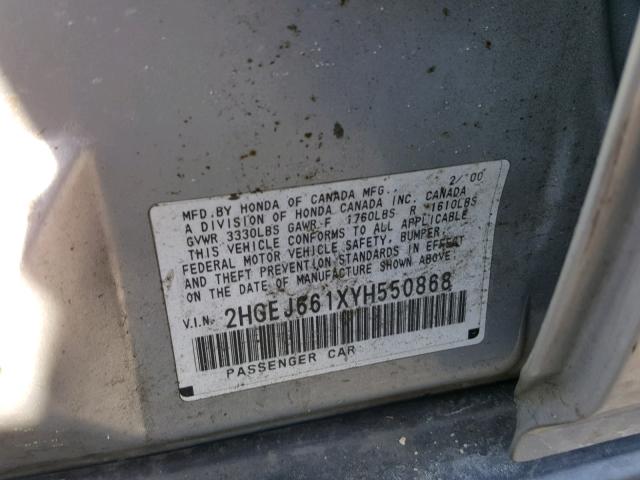 MFD. BY HONDA OF CANADA MFG., 2/00
A DIVISION OF HONDA CANADA INC. CANADA
GVWR 3330LBS GAWR F 1760LBS R 1610LBS
THIS VEHICLE CONFORMS TO ALL APPLICABLE
FEDERAL MOTOR VEHICLE SAFETY, BUMPER,
AND THEFT PREVENTION STANDARDS IN EFFECT
ON THE DATE OF MANUFACTURE SHOWN ABOVE.
V.I.N. 2HGEJ661XYH550868
PASSENGER CAR